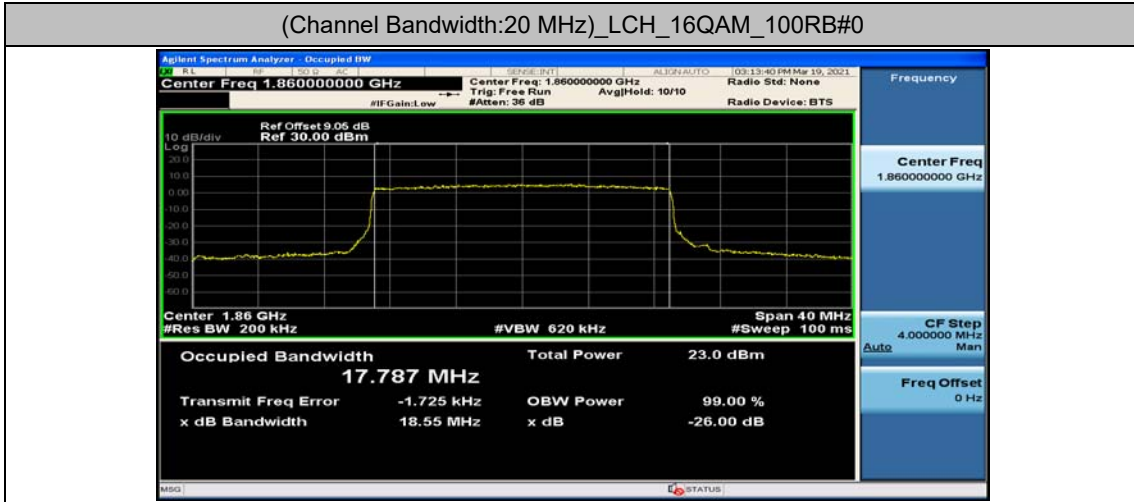 (Channel Bandwidth:20 MHz)_LCH_16QAM_100RB#0
Agilent Spectrum Analyzer - Occupied BW
RL RF 50 Ω AC SENSE:INT ALIGN AUTO 03:13:40 PM Mar 19, 2021
Center Freq 1.860000000 GHz
Center Freq: 1.860000000 GHz
Radio Std: None
Trig: Free Run Avg|Hold: 10/10
#IFGain:Low
#Atten: 36 dB
Radio Device: BTS
Ref Offset 9.05 dB
10 dB/div Ref 30.00 dBm
Log
20.0
10.0
0.00
-10.0
-20.0
-30.0
-40.0
-50.0
-60.0
Center 1.86 GHz Span 40 MHz
#Res BW 200 kHz #VBW 620 kHz #Sweep 100 ms
Occupied Bandwidth Total Power 23.0 dBm
17.787 MHz
Transmit Freq Error -1.725 kHz OBW Power 99.00 %
x dB Bandwidth 18.55 MHz x dB -26.00 dB
MSG STATUS
Frequency
Center Freq
1.860000000 GHz
CF Step
4.000000 MHz
Auto Man
Freq Offset
0 Hz